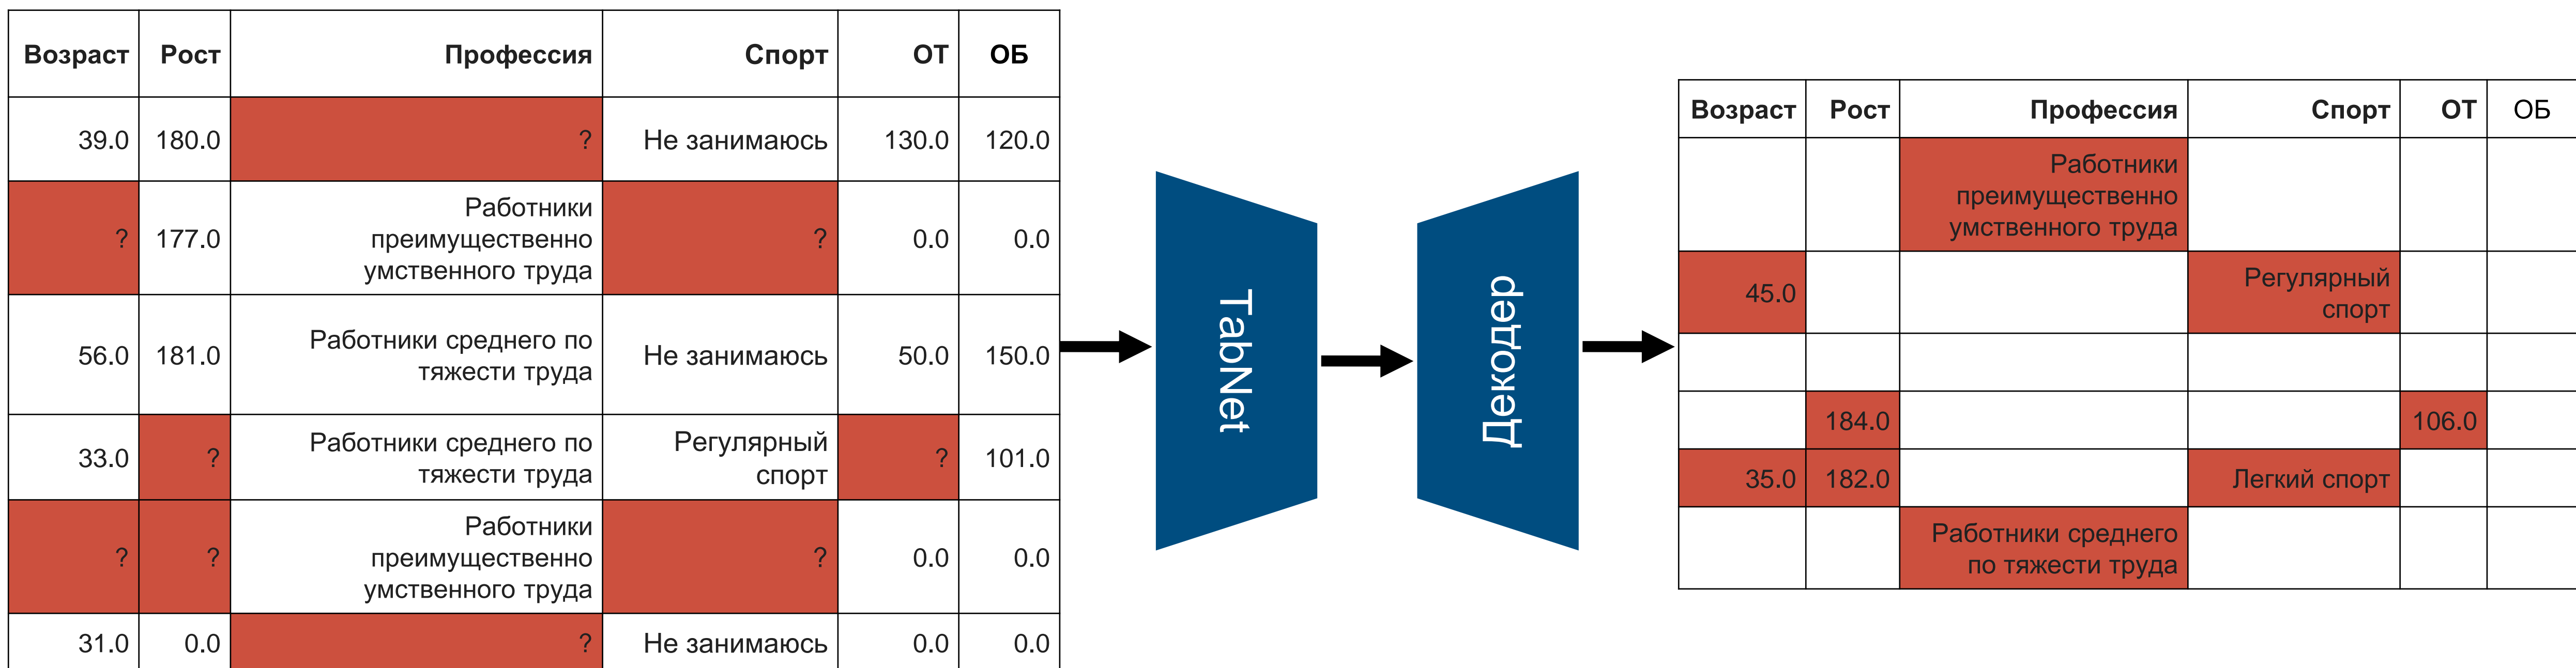 Возраст Рост Профессия Спорт ОТ ОБ
39.0 180.0 ? Не занимаюсь 130.0 120.0
Работники
преимущественно
умственного труда
? 177.0 ? 0.0 0.0
56.0 181.0 Работники среднего по
тяжести труда
Не занимаюсь 50.0 150.0
33.0 ? Работники среднего по
тяжести труда
Регулярный
спорт
? 101.0
? ? Работники
преимущественно
умственного труда
? 0.0 0.0
31.0 0.0 ? Не занимаюсь 0.0 0.0
TabNet
Декодер
Возраст Рост Профессия Спорт ОТ ОБ
Работники
преимущественно
умственного труда
45.0 Регулярный
спорт
184.0 106.0
35.0 182.0 Легкий спорт
Работники среднего
по тяжести труда